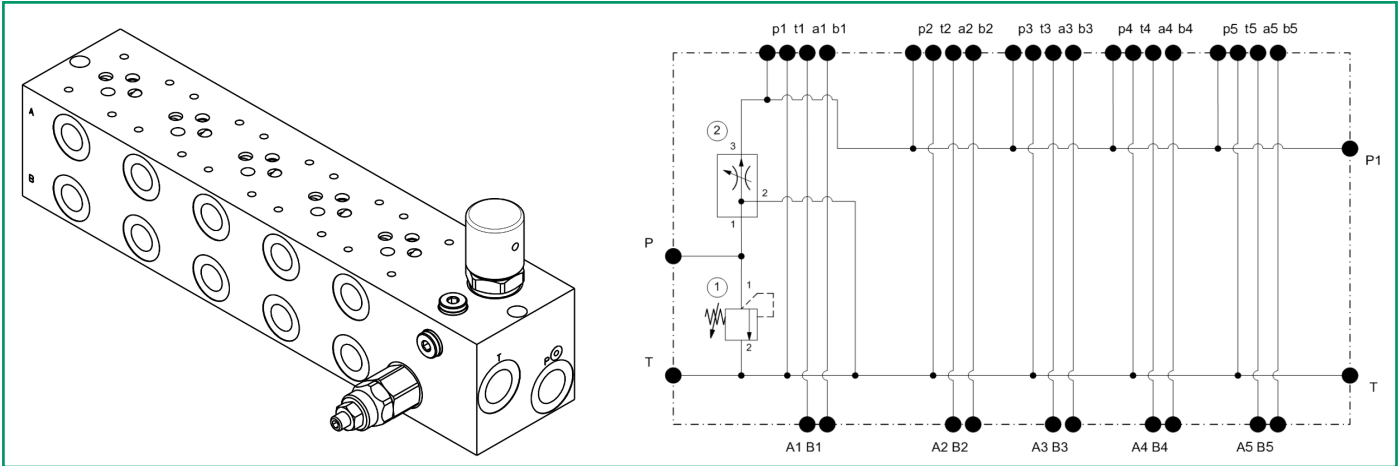 A
B
T
P
p1 t1 a1 b1
p2 t2 a2 b2
p3 t3 a3 b3
p4 t4 a4 b4
p5 t5 a5 b5
2
3
2
1
P1
P
1
1
2
T
T
A1 B1
A2 B2
A3 B3
A4 B4
A5 B5